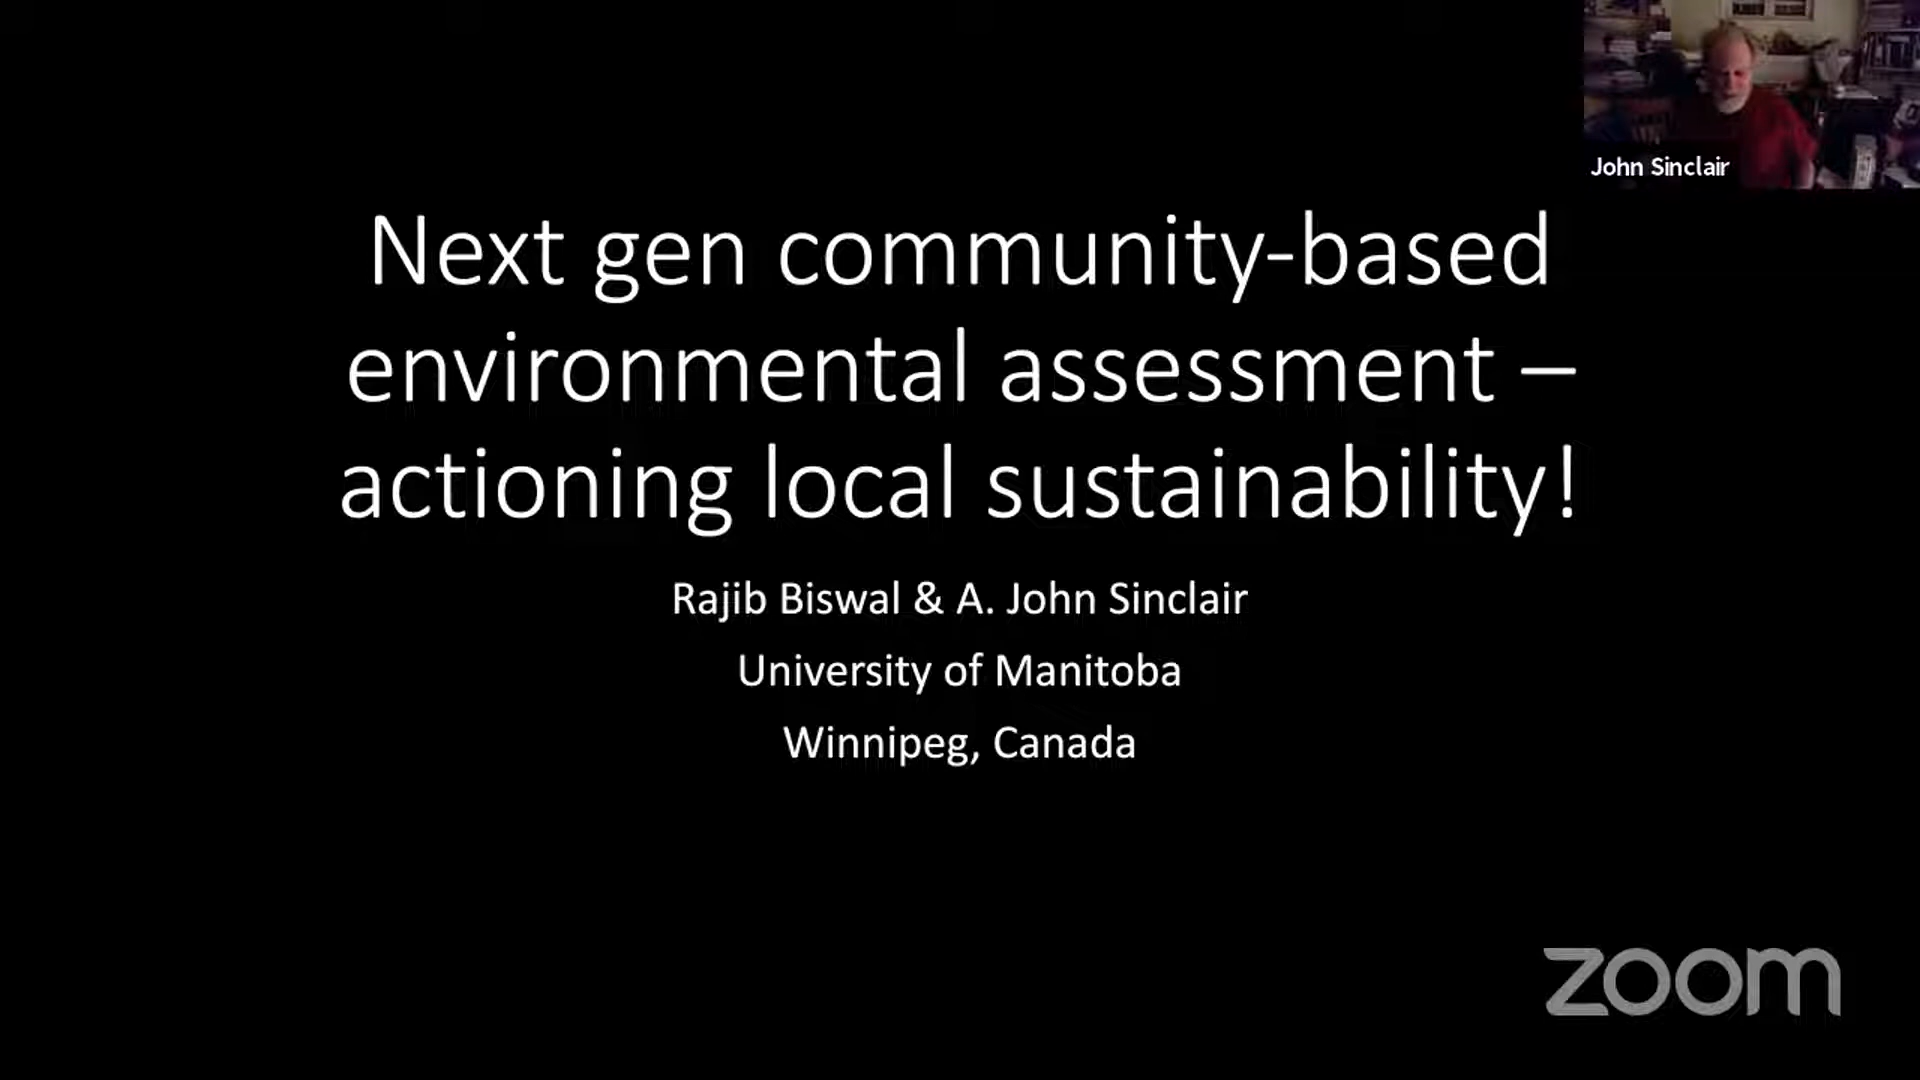 John Sinclair
Next gen community-based
environmental assessment –
actioning local sustainability!
Rajib Biswal & A. John Sinclair
University of Manitoba
Winnipeg, Canada
zoom